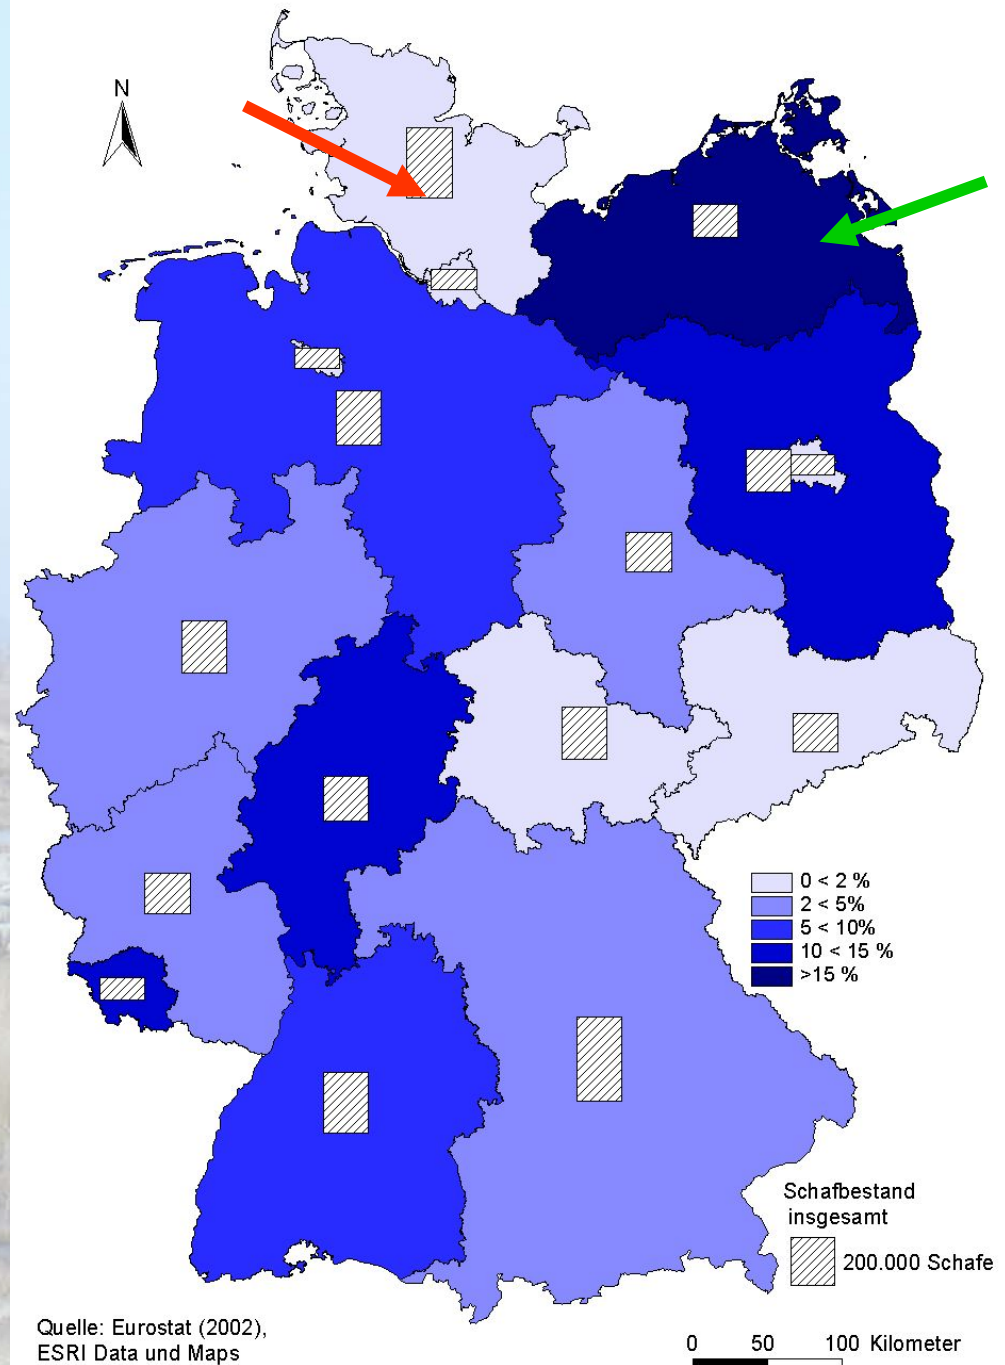 N
0 < 2 %
2 < 5%
5 < 10%
10 < 15 %
>15 %
Schafbestand
insgesamt
200.000 Schafe
Quelle: Eurostat (2002),
ESRI Data und Maps
0 50 100 Kilometer